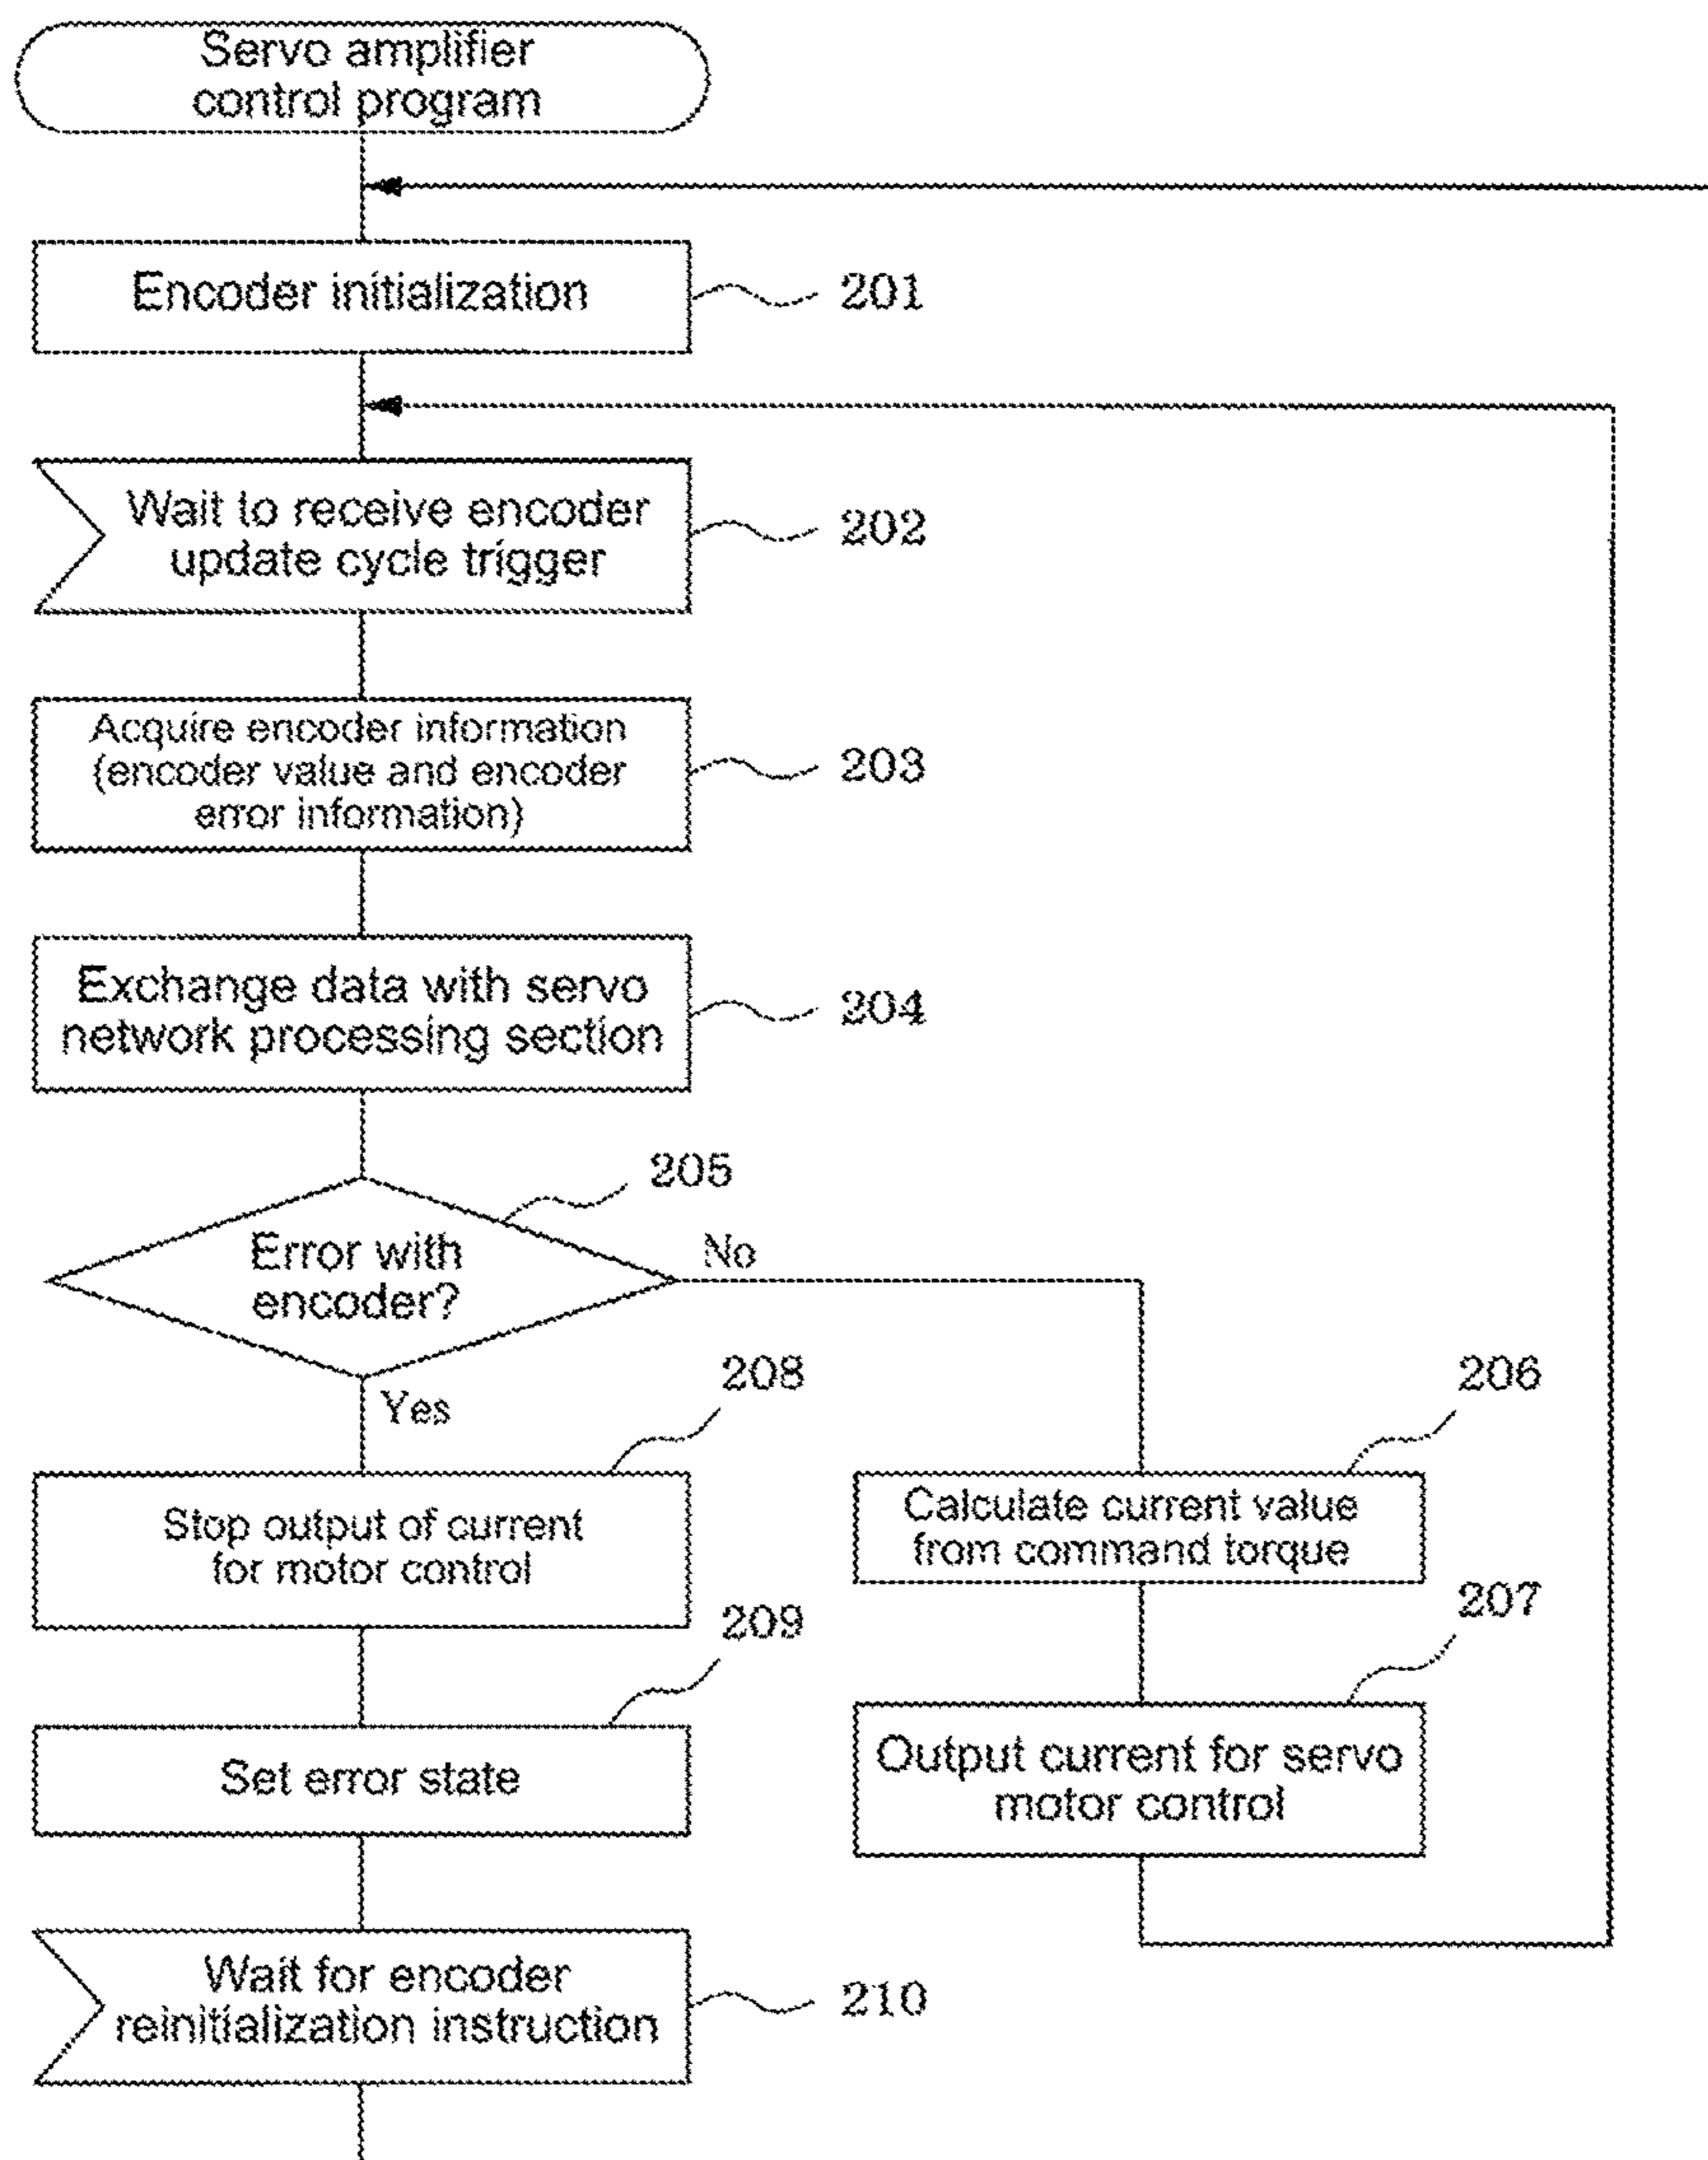 Servo amplifier
control program
Encoder initialization
201
Wait to receive encoder
update cycle trigger
202
Acquire encoder information
(encoder value and encoder
error information)
203
Exchange data with servo
network processing section
204
205
Error with
encoder?
No
Yes
208
Stop output of current
for motor control
206
Calculate current value
from command torque
209
Set error state
207
Output current for servo
motor control
Wait for encoder
reinitialization instruction
210